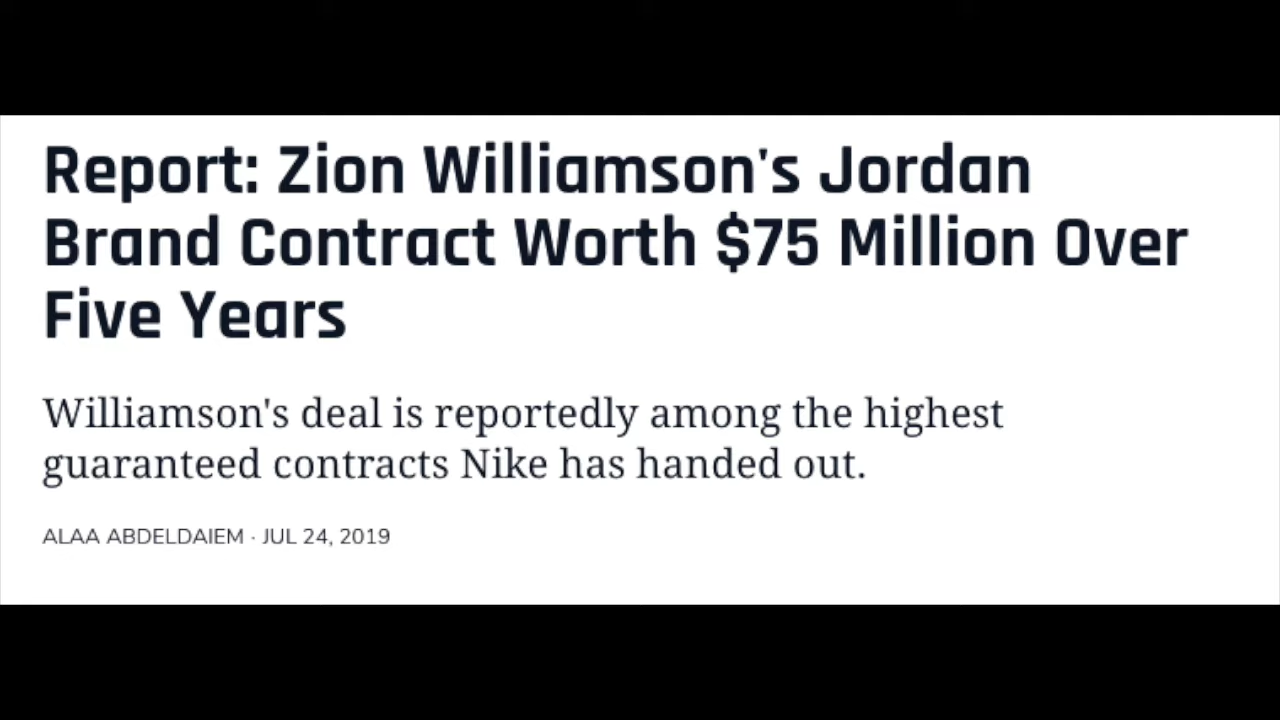 Report: Zion Williamson's Jordan
Brand Contract Worth $75 Million Over
Five Years
Williamson's deal is reportedly among the highest
guaranteed contracts Nike has handed out.
ALAA ABDELDAIEM · JUL 24, 2019